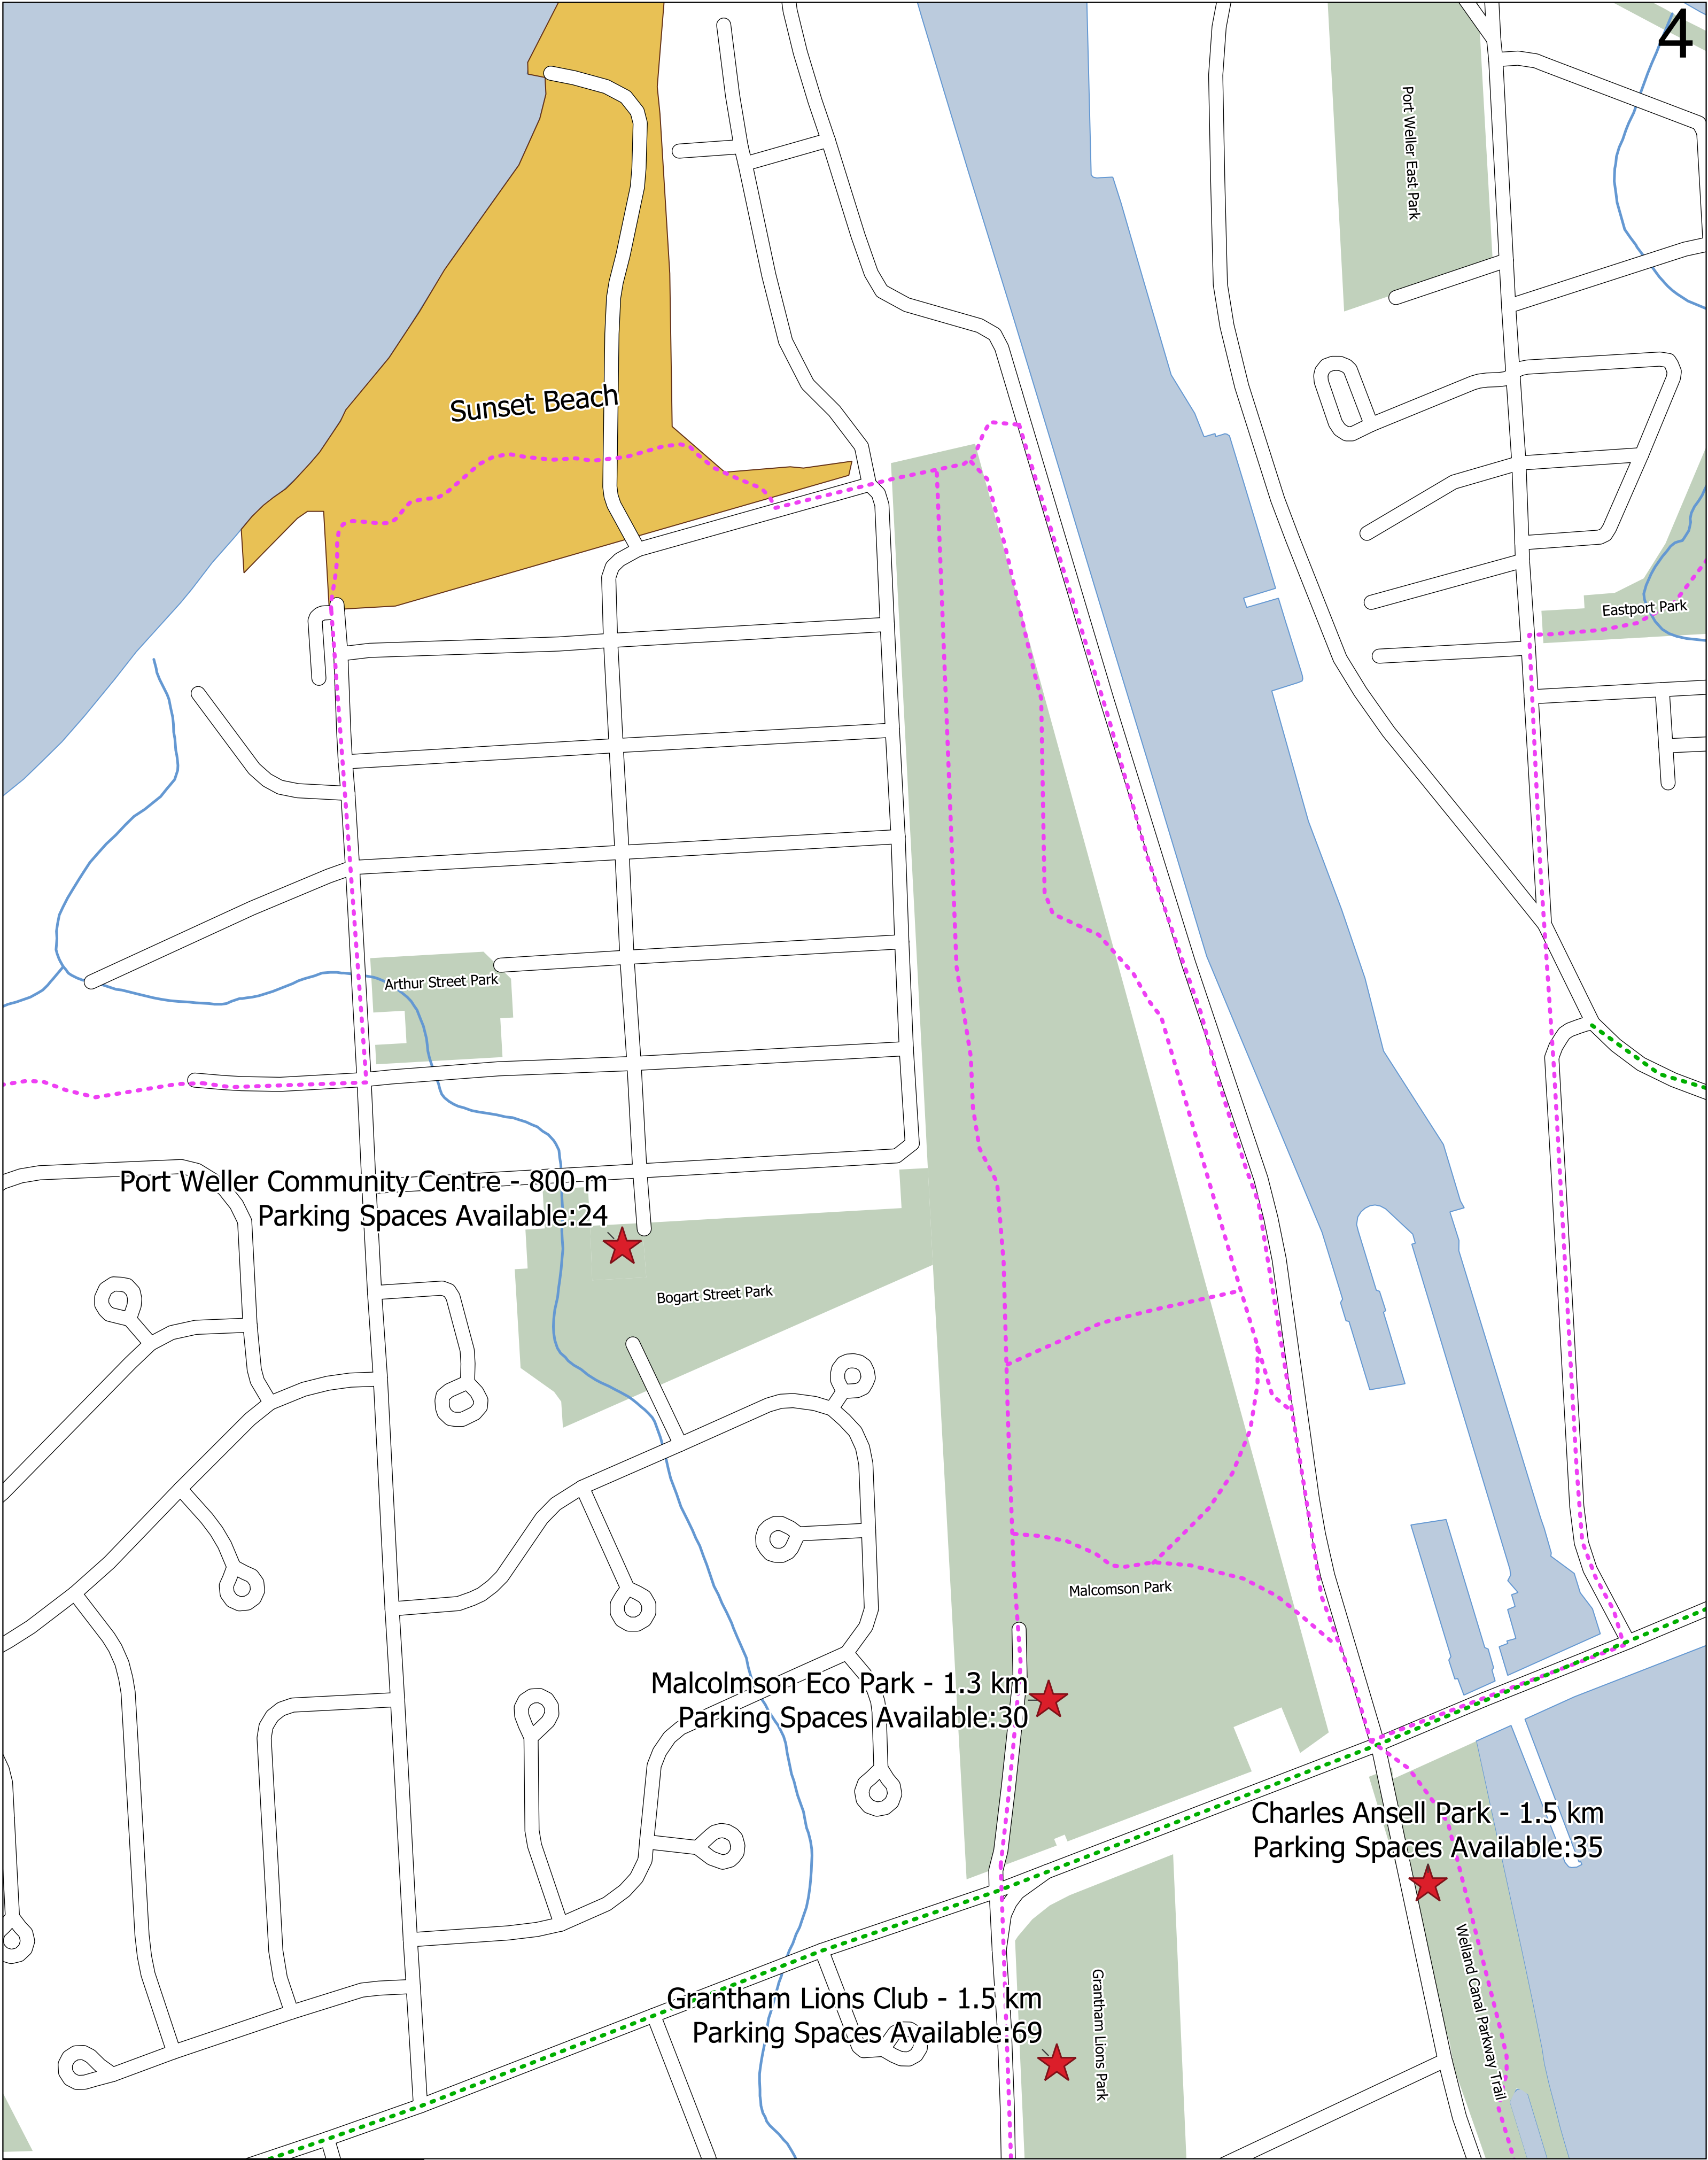 4
Port Weller East Park
Sunset Beach
Eastport Park
Arthur Street Park
Port Weller Community Centre - 800 m
Parking Spaces Available:24
Bogart Street Park
Malcomson Park
Malcolmson Eco Park - 1.3 km
Parking Spaces Available:30
Charles Ansell Park - 1.5 km
Parking Spaces Available:35
Welland Canal Parkway Trail
Grantham Lions Club - 1.5 km
Parking Spaces Available:69
Grantham Lions Park